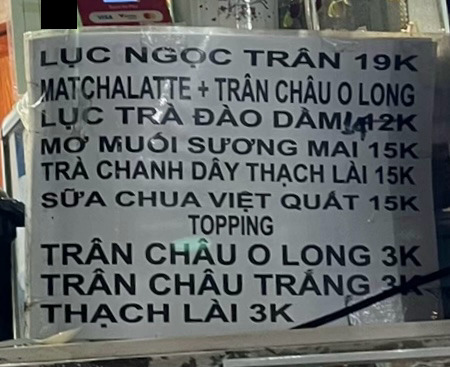 LỤC NGỌC TRÂN 19K
MATCHALATTE + TRÂN CHÂU O LONG
LỤC TRÀ ĐÀO DẦM 12K
MƠ MUỐI SƯƠNG MAI 15K
TRÀ CHANH DÂY THẠCH LÀI 15K
SỮA CHUA VIỆT QUẤT 15K
TOPPING
TRÂN CHÂU O LONG 3K
TRÂN CHÂU TRẮNG 3K
THẠCH LÀI 3K